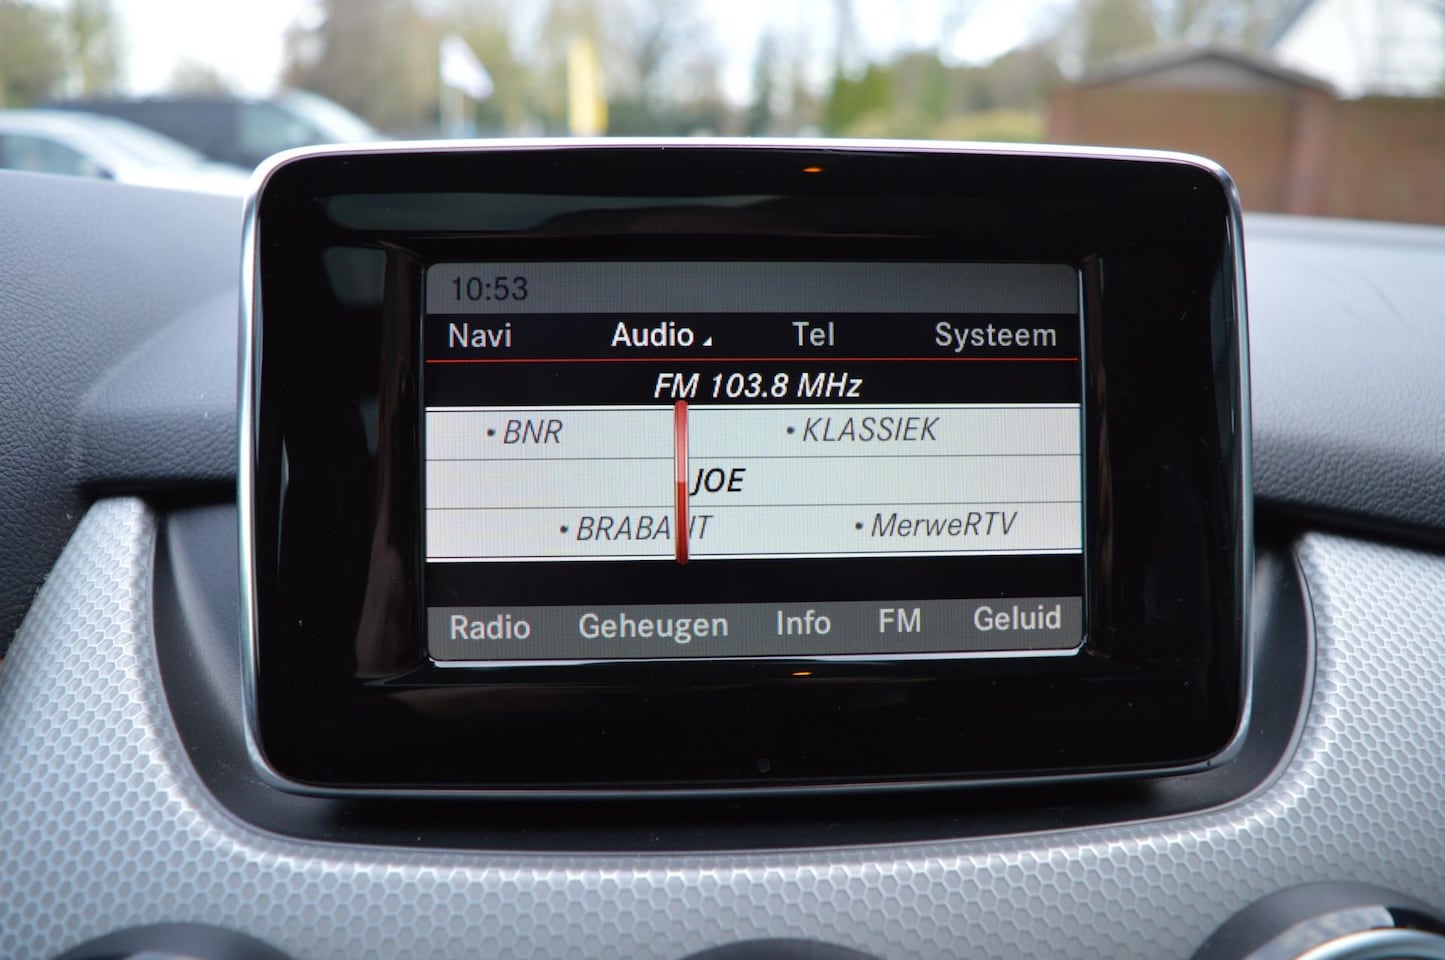 10:53
Navi Audio Tel Systeem
FM 103.8 MHz
• BNR • KLASSIEK
JOE
• BRABANT • MerweRTV
Radio Geheugen Info FM Geluid